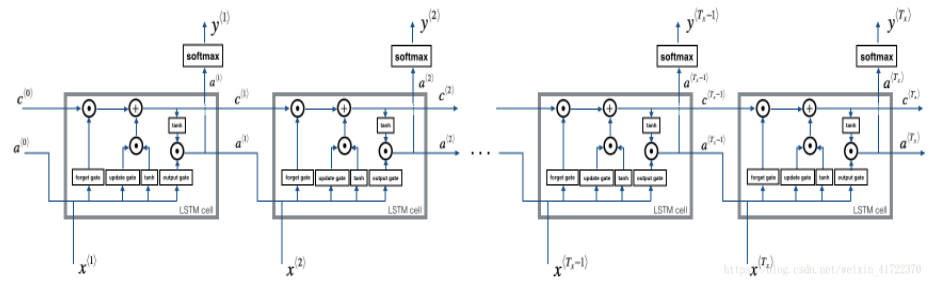 y⟨1⟩ y⟨2⟩ y⟨Tx−1⟩ y⟨Tx⟩
softmax softmax softmax softmax
a⟨1⟩ a⟨2⟩ a⟨Tx−1⟩ a⟨Tx⟩
c⟨0⟩ c⟨1⟩ c⟨2⟩ c⟨Tx−1⟩ c⟨Tx⟩
+ + + +
tanh tanh tanh tanh
a⟨0⟩ a⟨1⟩ a⟨2⟩ ... a⟨Tx−1⟩ a⟨Tx⟩
forget gate update gate tanh output gate forget gate update gate tanh output gate forget gate update gate tanh output gate forget gate update gate tanh output gate
LSTM cell LSTM cell LSTM cell LSTM cell
x⟨1⟩ x⟨2⟩ x⟨Tx−1⟩ x⟨Tx⟩
https://blog.csdn.net/weixin_41722370